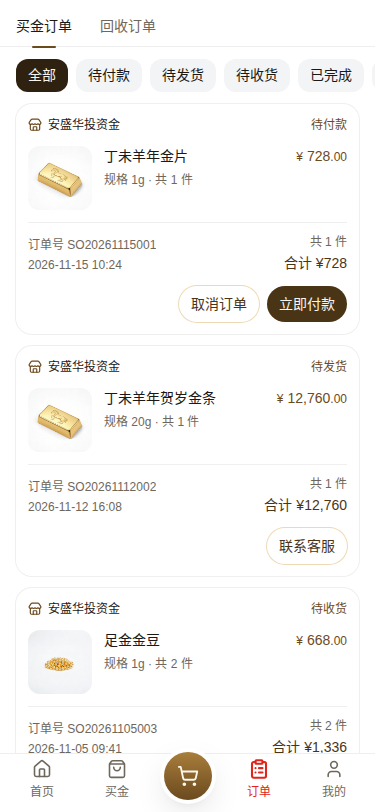 买金订单 回收订单
全部 待付款 待发货 待收货 已完成
安盛华投资金 待付款
丁未羊年金片 ¥ 728.00
规格 1g · 共 1 件
订单号 SO20261115001 共 1 件
2026-11-15 10:24 合计 ¥728
取消订单 立即付款
安盛华投资金 待发货
丁未羊年贺岁金条 ¥ 12,760.00
规格 20g · 共 1 件
订单号 SO20261112002 共 1 件
2026-11-12 16:08 合计 ¥12,760
联系客服
安盛华投资金 待收货
足金金豆 ¥ 668.00
规格 1g · 共 2 件
订单号 SO20261105003 共 2 件
2026-11-05 09:41 合计 ¥1,336
首页 买金 订单 我的